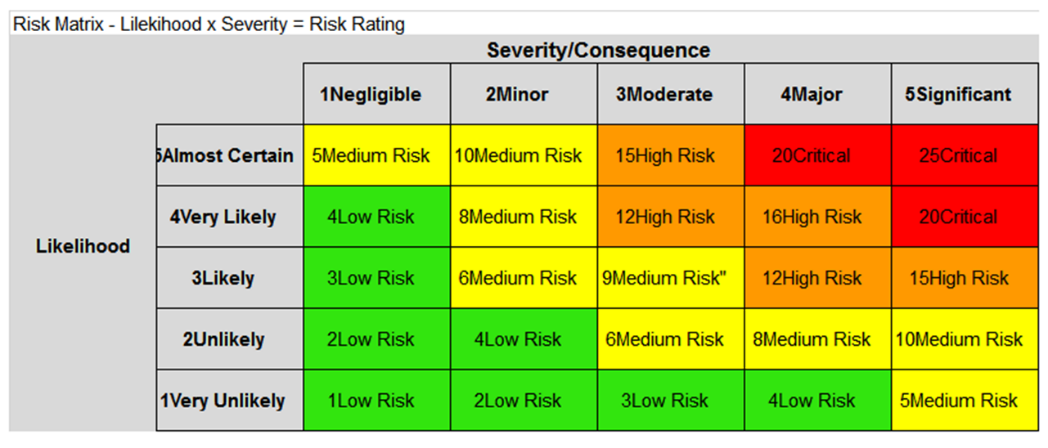 Risk Matrix - Lilekihood x Severity = Risk Rating
Severity/Consequence
1Negligible 2Minor 3Moderate 4Major 5Significant
5Almost Certain 5Medium Risk 10Medium Risk 15High Risk 20Critical 25Critical
4Very Likely 4Low Risk 8Medium Risk 12High Risk 16High Risk 20Critical
Likelihood
3Likely 3Low Risk 6Medium Risk 9Medium Risk" 12High Risk 15High Risk
2Unlikely 2Low Risk 4Low Risk 6Medium Risk 8Medium Risk 10Medium Risk
1Very Unlikely 1Low Risk 2Low Risk 3Low Risk 4Low Risk 5Medium Risk